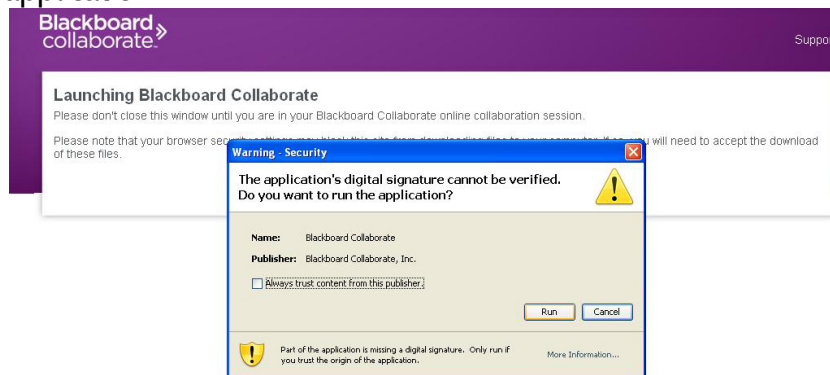 Blackboard
collaborate
Suppo
Launching Blackboard Collaborate
Please don't close this window until you are in your Blackboard Collaborate online collaboration session.
Please note that your browser sec will need to accept the download
of these files.
Warning - Security
The application's digital signature cannot be verified.
Do you want to run the application?
Name: Blackboard Collaborate
Publisher: Blackboard Collaborate, Inc.
Always trust content from this publisher.
Run Cancel
Part of the application is missing a digital signature. Only run if
you trust the origin of the application.
More Information...